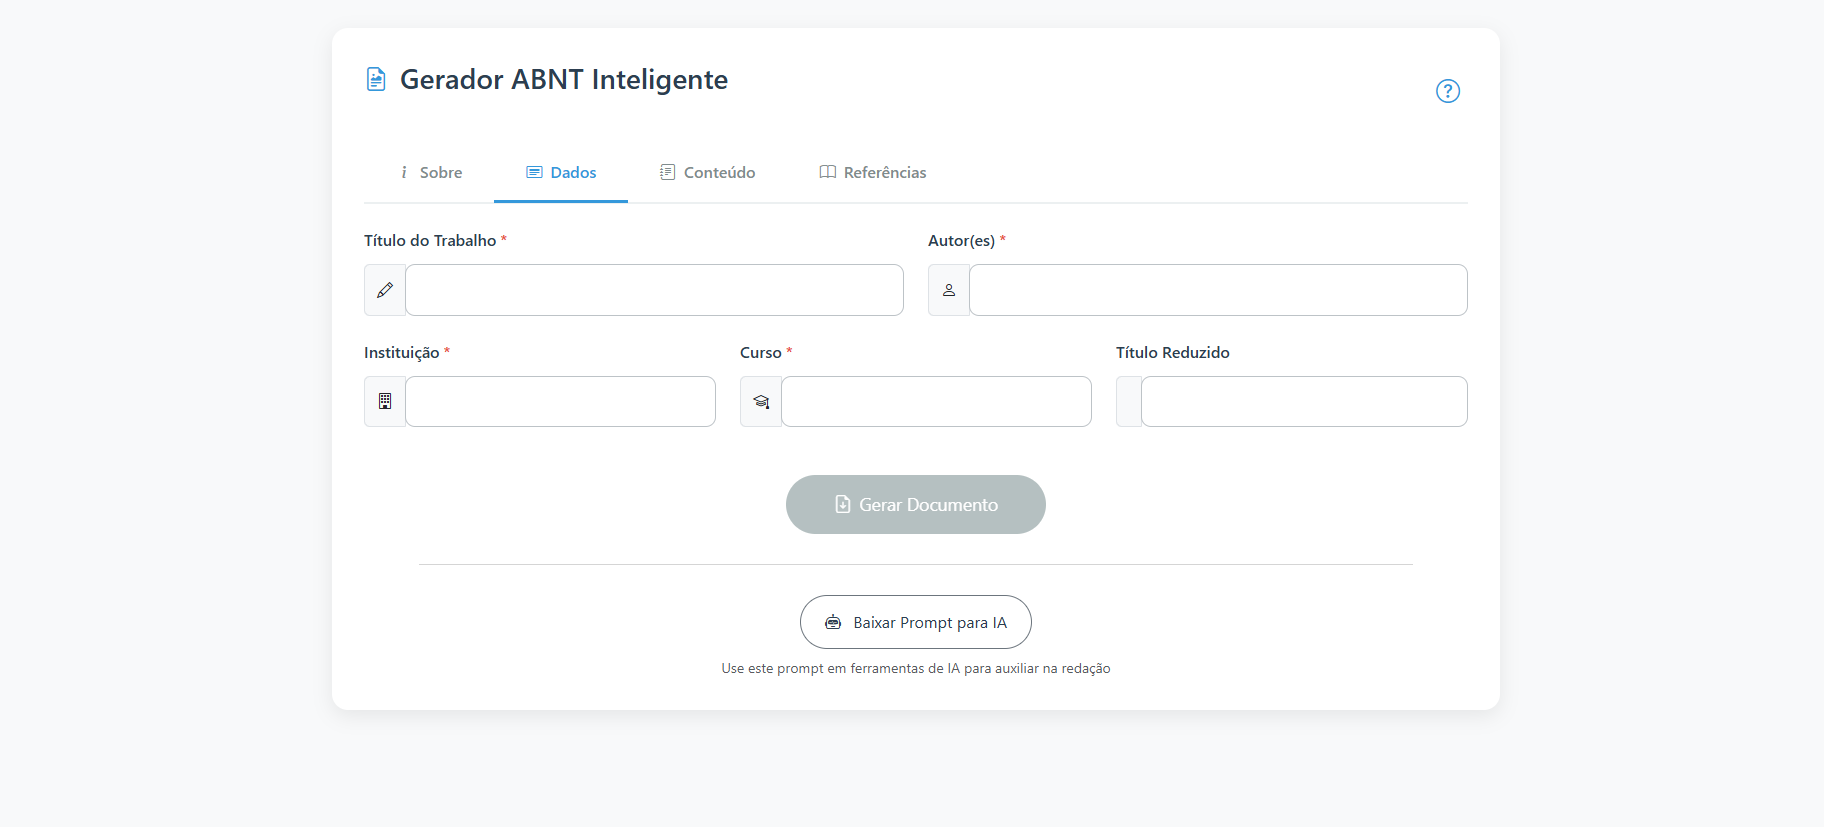 Gerador ABNT Inteligente
?
i Sobre
Dados
Conteúdo
Referências
Título do Trabalho *
Autor(es) *
Instituição *
Curso *
Título Reduzido
Gerar Documento
Baixar Prompt para IA
Use este prompt em ferramentas de IA para auxiliar na redação